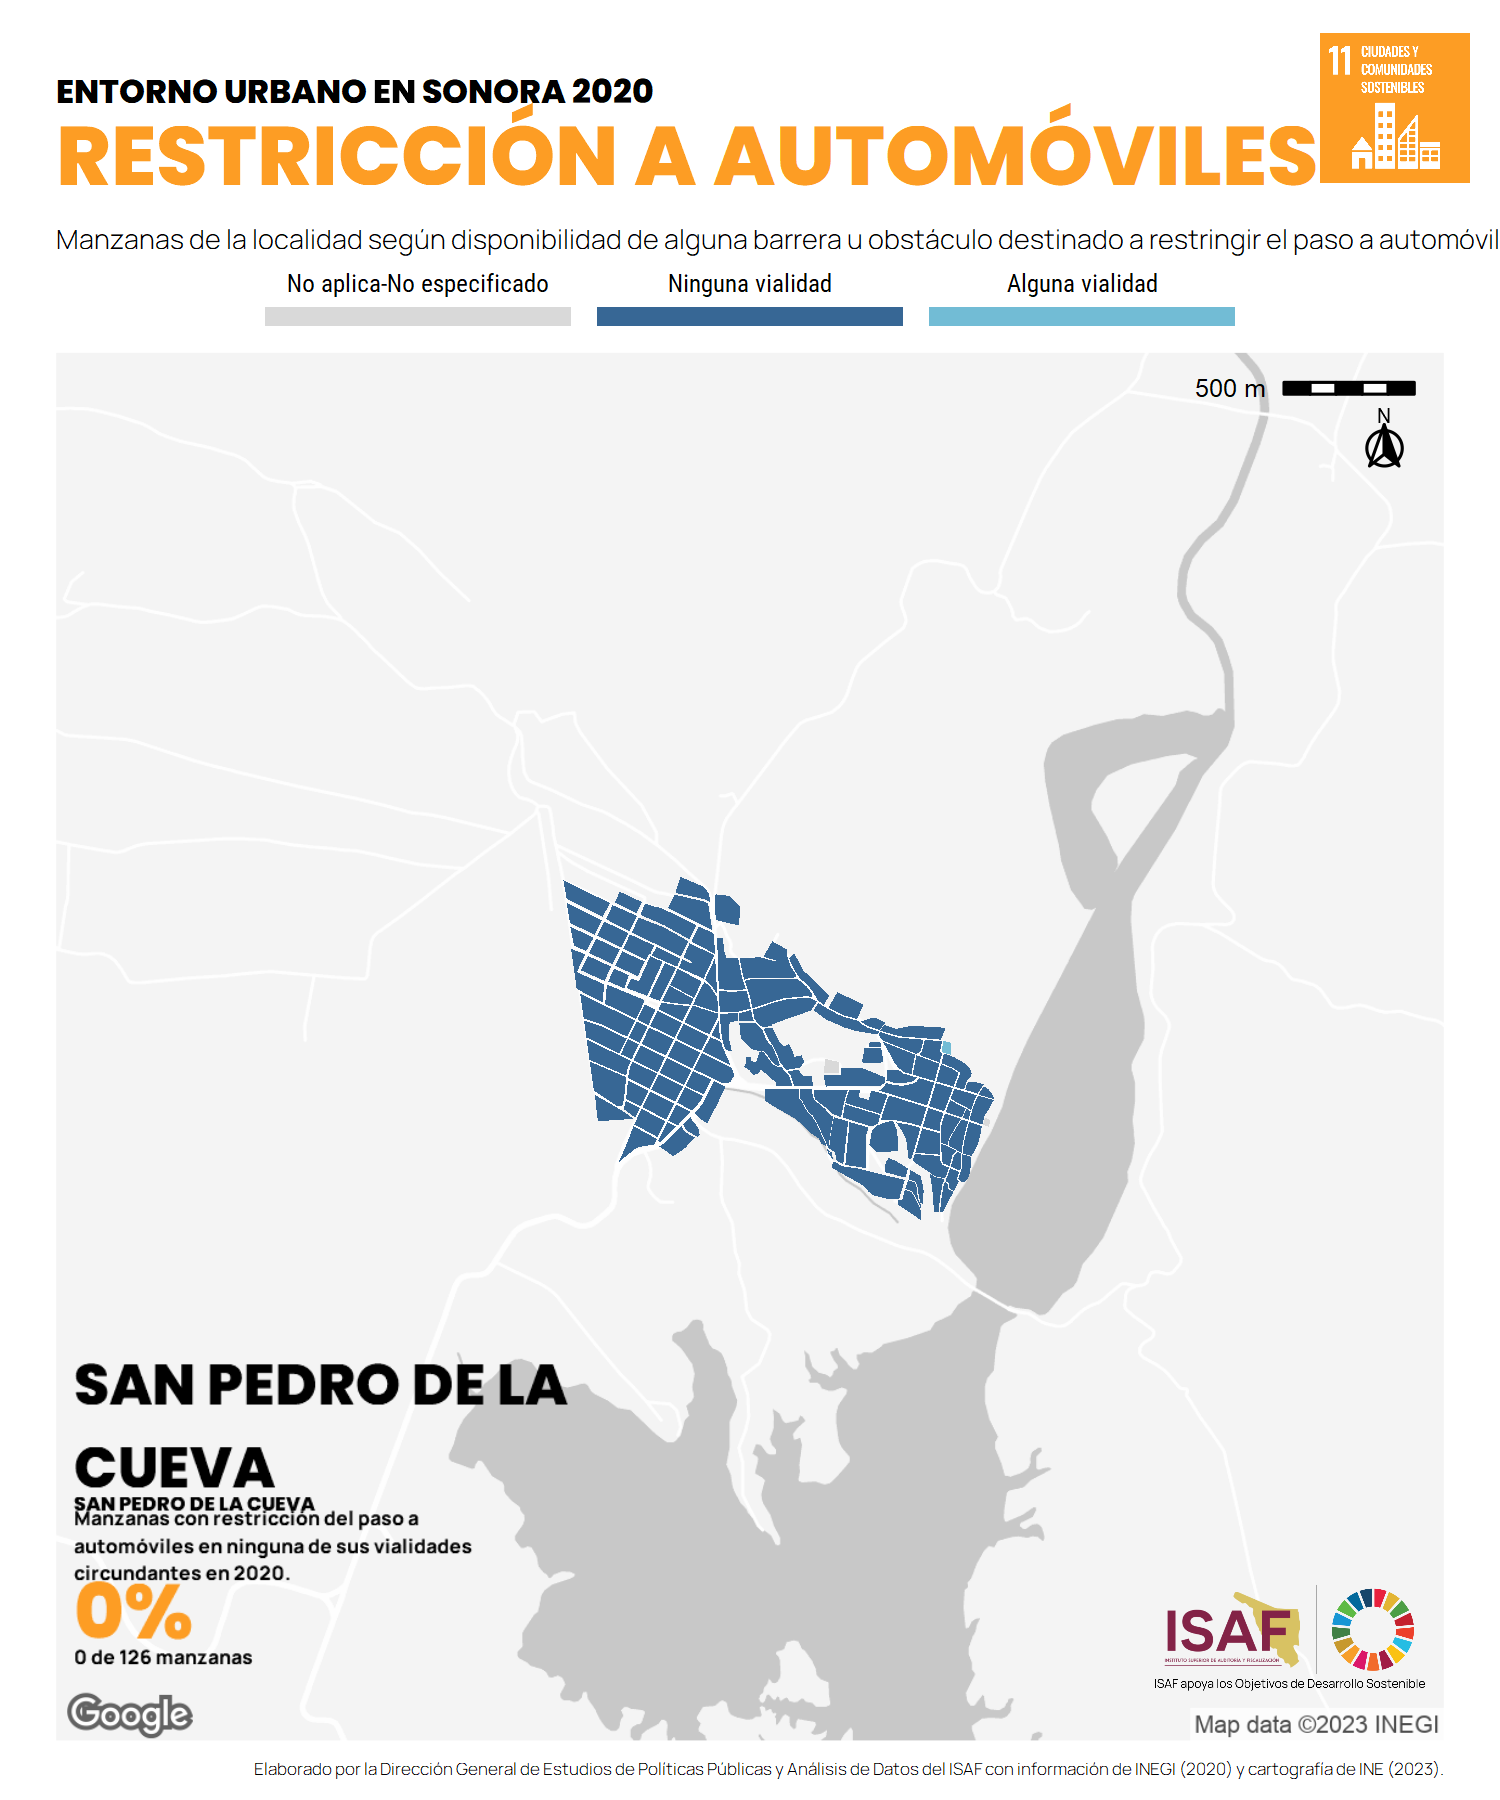 ENTORNO URBANO EN SONORA 2020
RESTRICCIÓN A AUTOMÓVILES
11 CIUDADES Y
COMUNIDADES
SOSTENIBLES
Manzanas de la localidad según disponibilidad de alguna barrera u obstáculo destinado a restringir el paso a automóvil
No aplica-No especificado
Ninguna vialidad
Alguna vialidad
500 m
N
SAN PEDRO DE LA
CUEVA
SAN PEDRO DE LA CUEVA
Manzanas con restricción del paso a
automóviles en ninguna de sus vialidades
circundantes en 2020.
0%
0 de 126 manzanas
Google
ISAF
INSTITUTO SUPERIOR DE AUDITORÍA Y FISCALIZACIÓN
ISAF apoya los Objetivos de Desarrollo Sostenible
Map data ©2023 INEGI
Elaborado por la Dirección General de Estudios de Políticas Públicas y Análisis de Datos del ISAF con información de INEGI (2020) y cartografía de INE (2023).